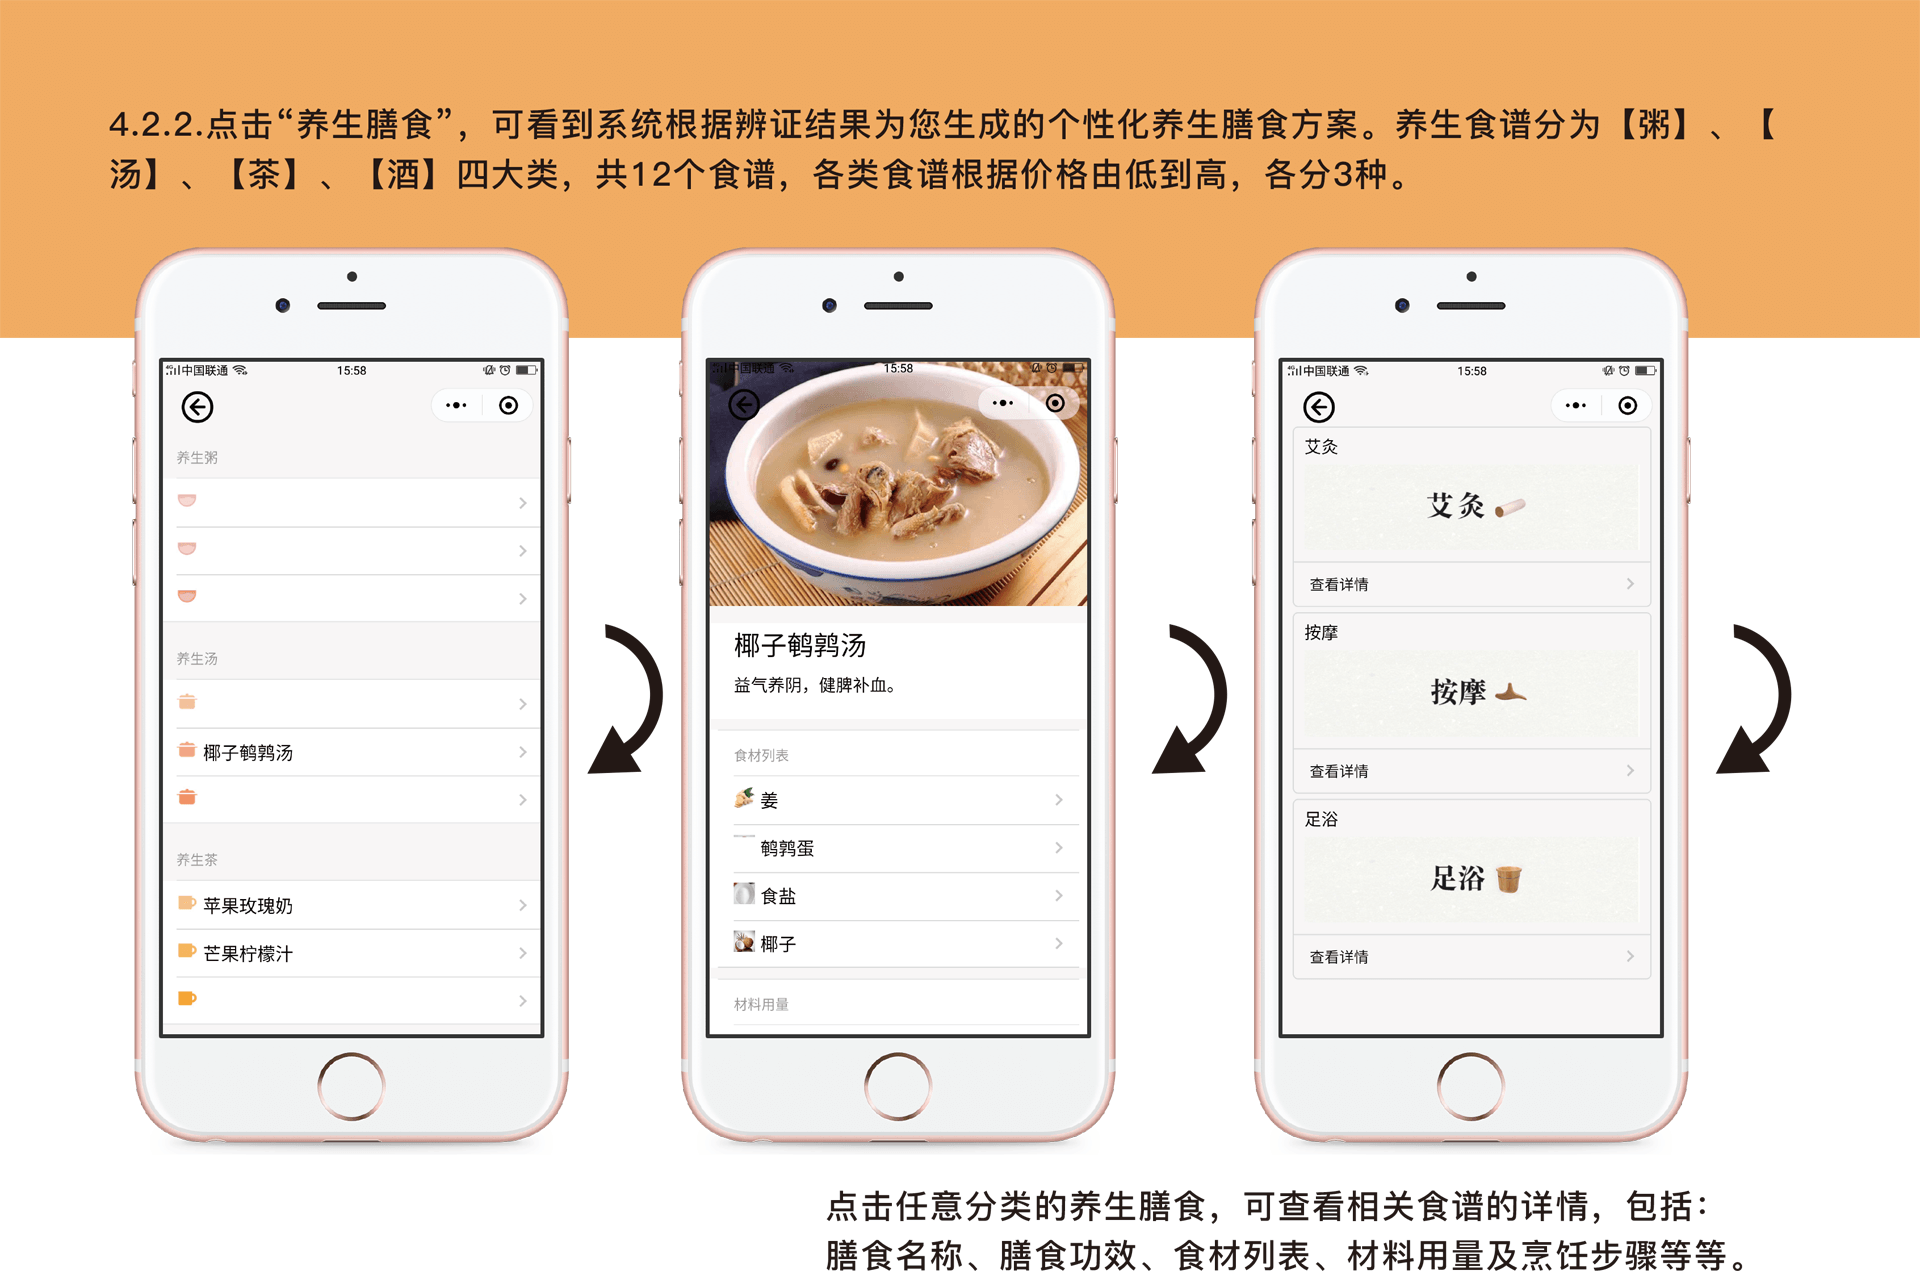 4.2.2.点击“养生膳食”，可看到系统根据辨证结果为您生成的个性化养生膳食方案。养生食谱分为【粥】、【
汤】、【茶】、【酒】四大类，共12个食谱，各类食谱根据价格由低到高，各分3种。
中国联通 15:58
养生粥
养生汤
椰子鹌鹑汤
养生茶
苹果玫瑰奶
芒果柠檬汁
中国联通 15:58
椰子鹌鹑汤
益气养阴，健脾补血。
食材列表
姜
鹌鹑蛋
食盐
椰子
材料用量
中国联通 15:58
艾灸
艾灸
查看详情
按摩
按摩
查看详情
足浴
足浴
查看详情
点击任意分类的养生膳食，可查看相关食谱的详情，包括：
膳食名称、膳食功效、食材列表、材料用量及烹饪步骤等等。